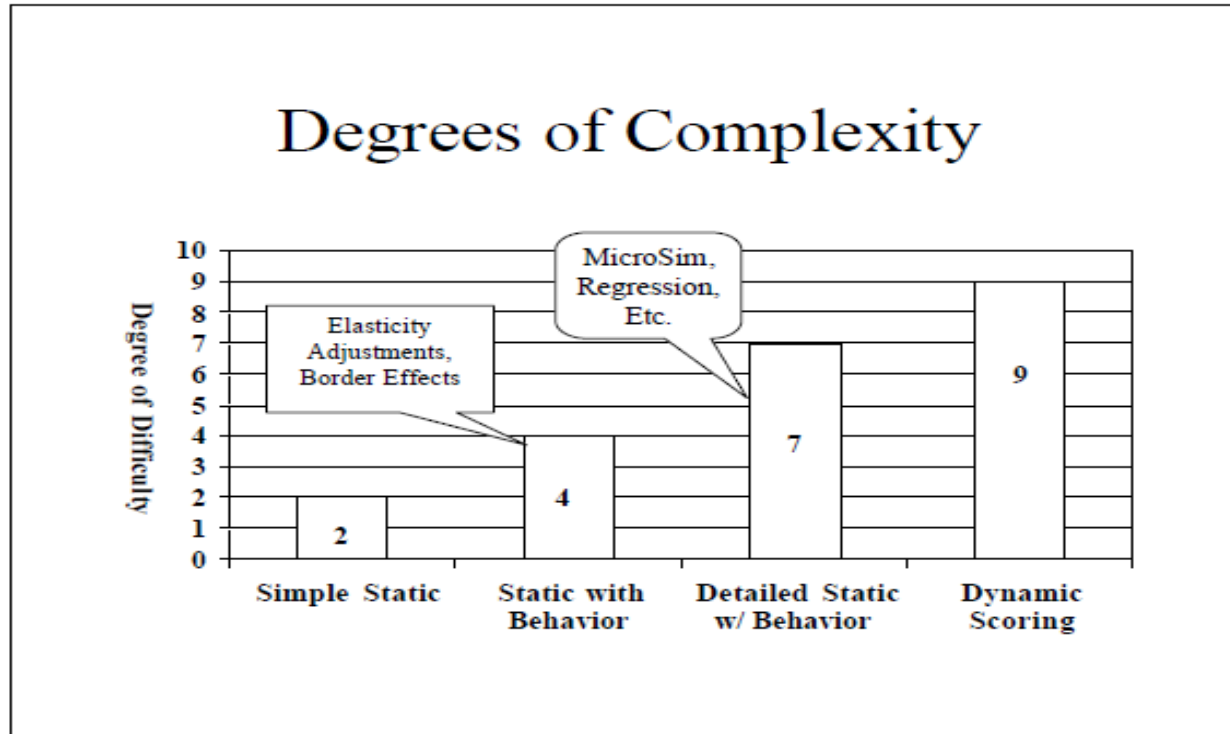 Degrees of Complexity
MicroSim,
Regression,
Etc.
Elasticity
Adjustments,
Border Effects
Degree of Difficulty
10
9
8
7
6
5
4
3
2
1
0
2
4
7
9
Simple Static
Static with
Behavior
Detailed Static
w/ Behavior
Dynamic
Scoring